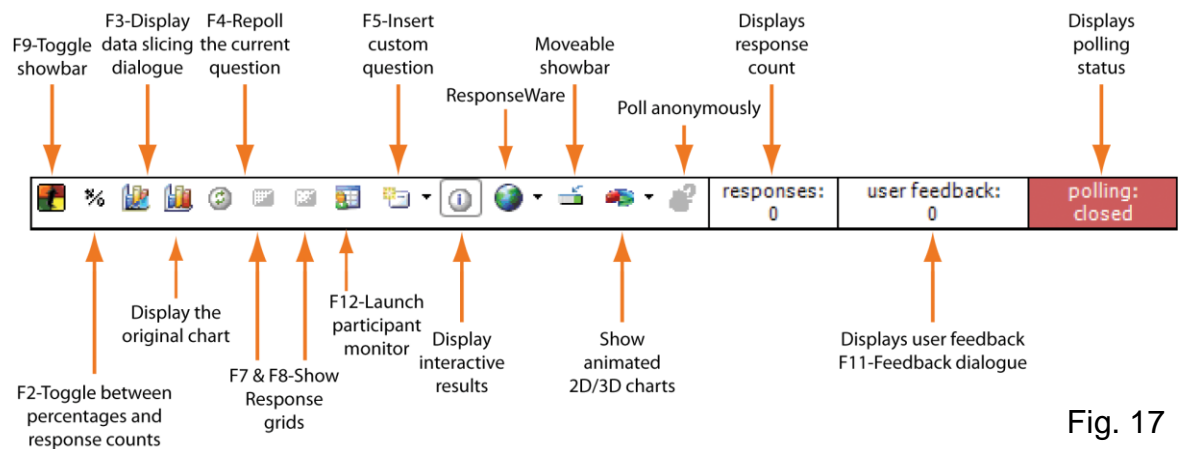 F9-Toggle
showbar
F3-Display
data slicing
dialogue
F4-Repoll
the current
question
F5-Insert
custom
question
ResponseWare
Moveable
showbar
Poll anonymously
Displays
response
count
Displays
polling
status
%
responses:
0
user feedback:
0
polling:
closed
F2-Toggle between
percentages and
response counts
Display the
original chart
F7 & F8-Show
Response
grids
F12-Launch
participant
monitor
Display
interactive
results
Show
animated
2D/3D charts
Displays user feedback
F11-Feedback dialogue
Fig. 17